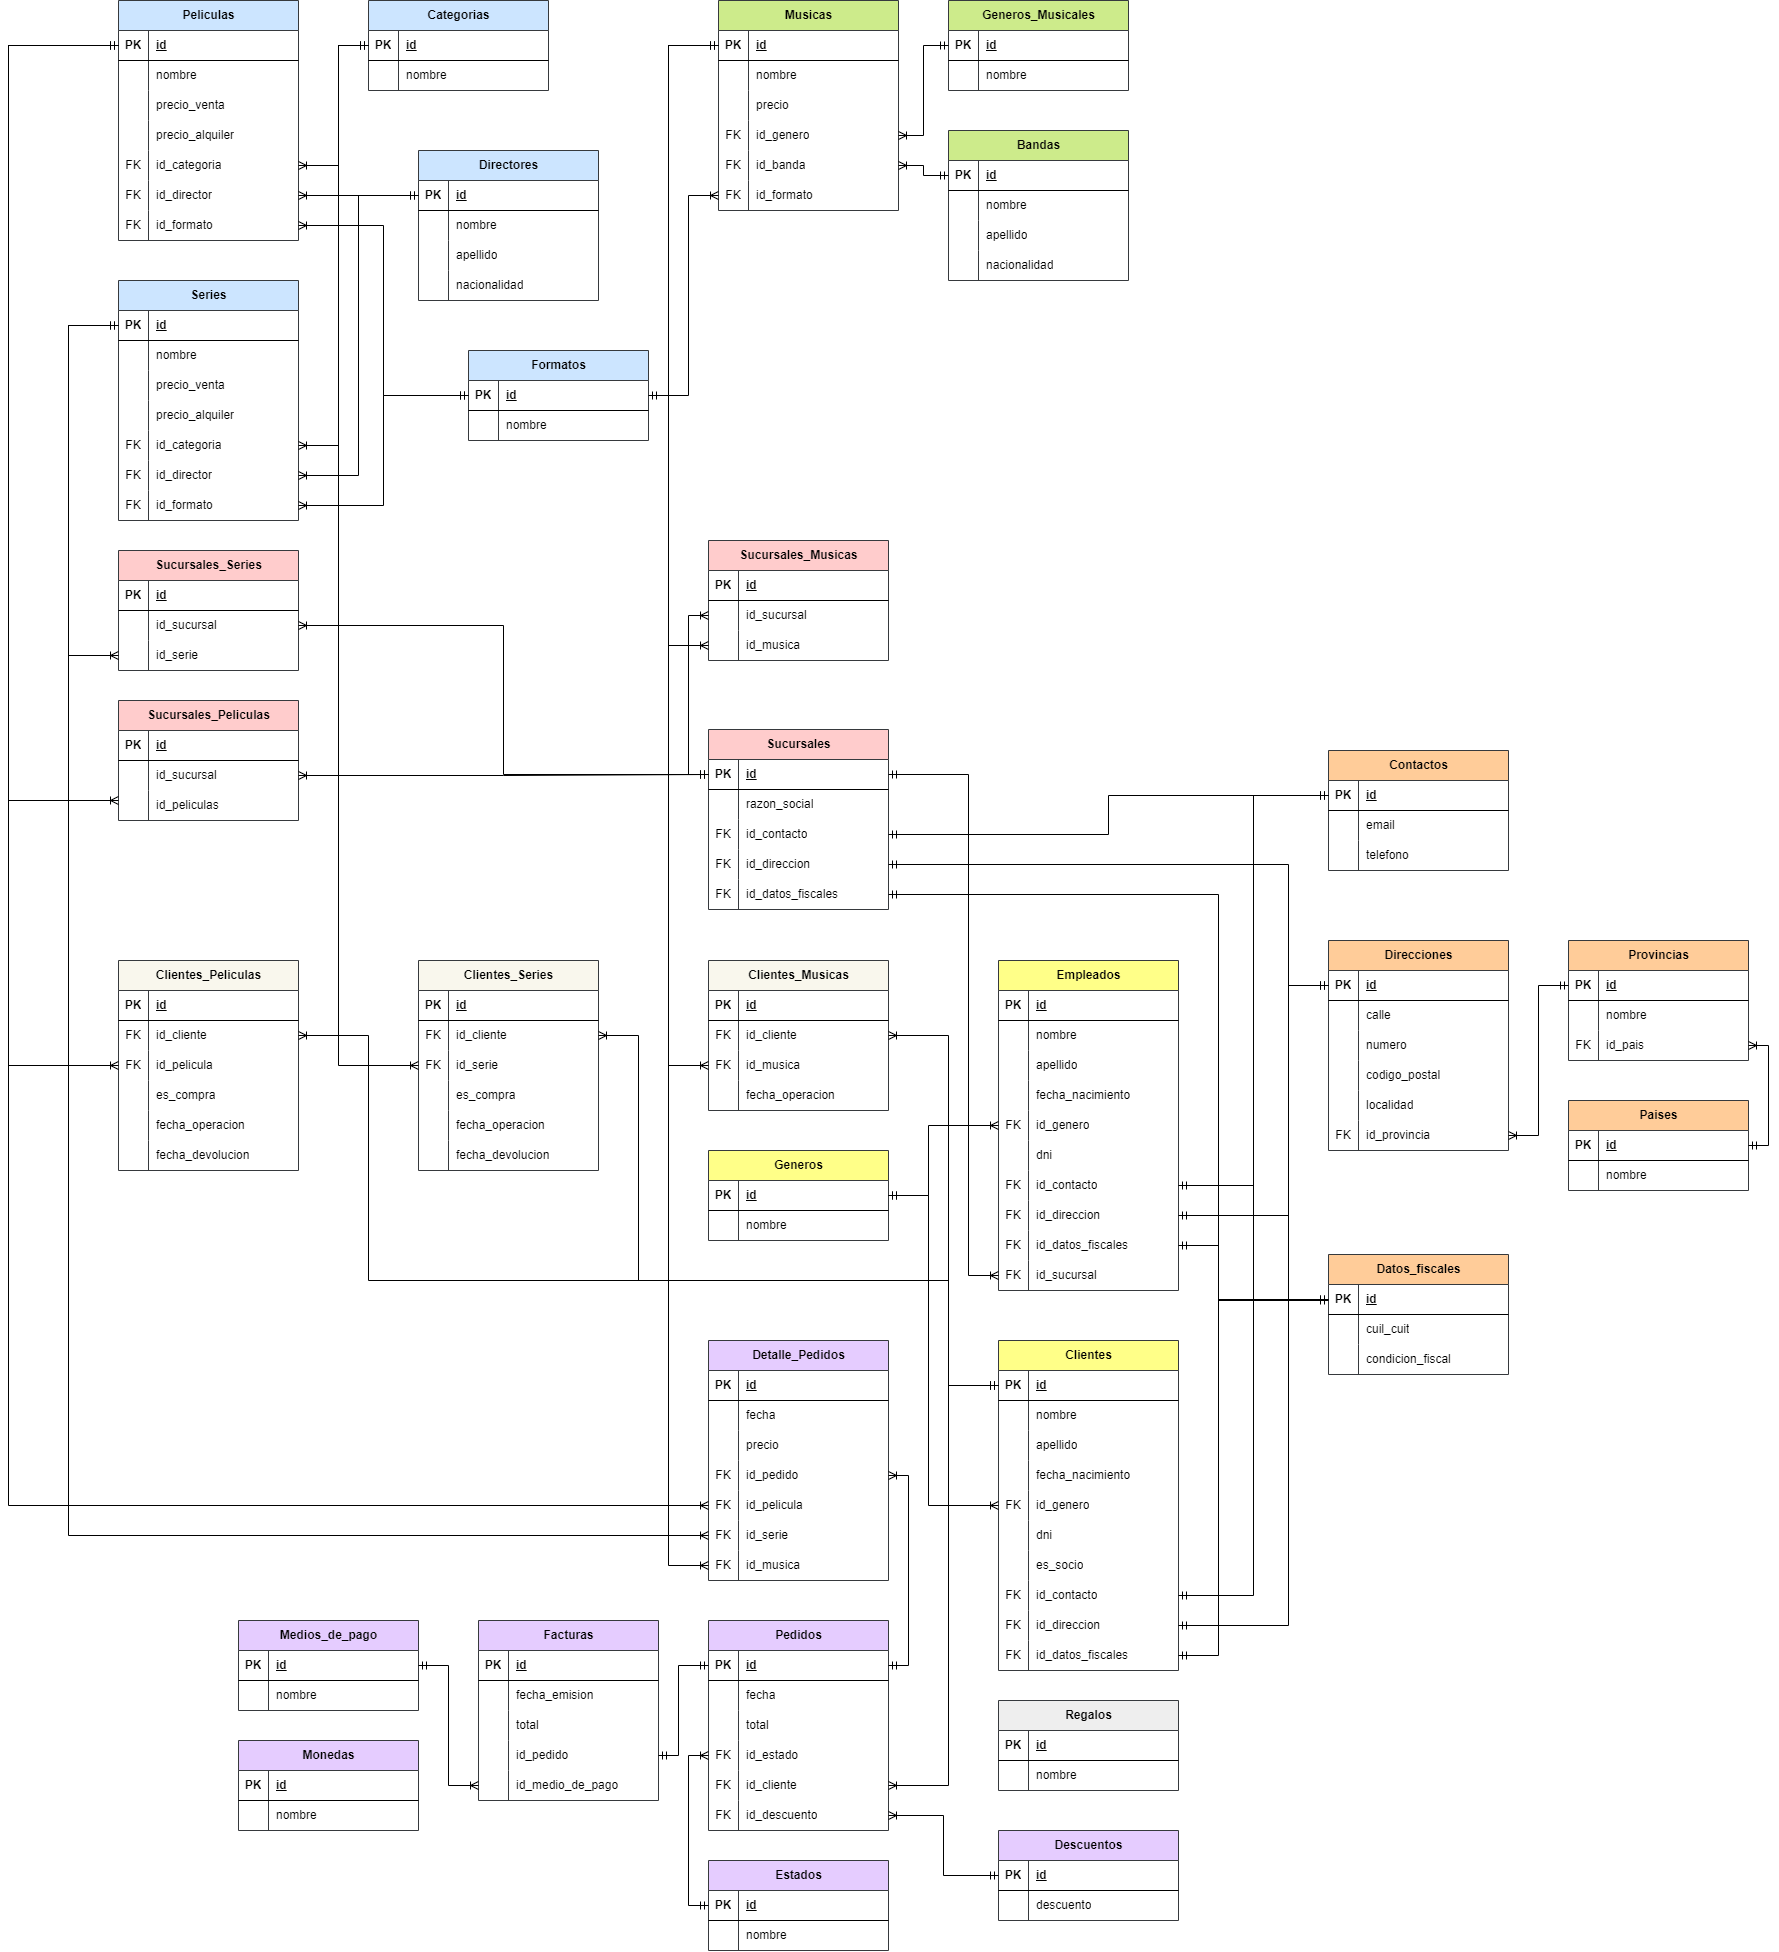 Peliculas
PK id
nombre
precio_venta
precio_alquiler
FK id_categoria
FK id_director
FK id_formato
Categorias
PK id
nombre
Directores
PK id
nombre
apellido
nacionalidad
Musicas
PK id
nombre
precio
FK id_genero
FK id_banda
FK id_formato
Generos_Musicales
PK id
nombre
Bandas
PK id
nombre
apellido
nacionalidad
Series
PK id
nombre
precio_venta
precio_alquiler
FK id_categoria
FK id_director
FK id_formato
Formatos
PK id
nombre
Sucursales_Series
PK id
id_sucursal
id_serie
Sucursales_Musicas
PK id
id_sucursal
id_musica
Sucursales_Peliculas
PK id
id_sucursal
id_peliculas
Sucursales
PK id
razon_social
FK id_contacto
FK id_direccion
FK id_datos_fiscales
Contactos
PK id
email
telefono
Clientes_Peliculas
PK id
FK id_cliente
FK id_pelicula
es_compra
fecha_operacion
fecha_devolucion
Clientes_Series
PK id
FK id_cliente
FK id_serie
es_compra
fecha_operacion
fecha_devolucion
Clientes_Musicas
PK id
FK id_cliente
FK id_musica
fecha_operacion
Empleados
PK id
nombre
apellido
fecha_nacimiento
FK id_genero
dni
FK id_contacto
FK id_direccion
FK id_datos_fiscales
FK id_sucursal
Direcciones
PK id
calle
numero
codigo_postal
localidad
FK id_provincia
Provincias
PK id
nombre
FK id_pais
Paises
PK id
nombre
Generos
PK id
nombre
Datos_fiscales
PK id
cuil_cuit
condicion_fiscal
Detalle_Pedidos
PK id
fecha
precio
FK id_pedido
FK id_pelicula
FK id_serie
FK id_musica
Clientes
PK id
nombre
apellido
fecha_nacimiento
FK id_genero
dni
es_socio
FK id_contacto
FK id_direccion
FK id_datos_fiscales
Medios_de_pago
PK id
nombre
Facturas
PK id
fecha_emision
total
id_pedido
id_medio_de_pago
Pedidos
PK id
fecha
total
FK id_estado
FK id_cliente
FK id_descuento
Monedas
PK id
nombre
Regalos
PK id
nombre
Descuentos
PK id
descuento
Estados
PK id
nombre